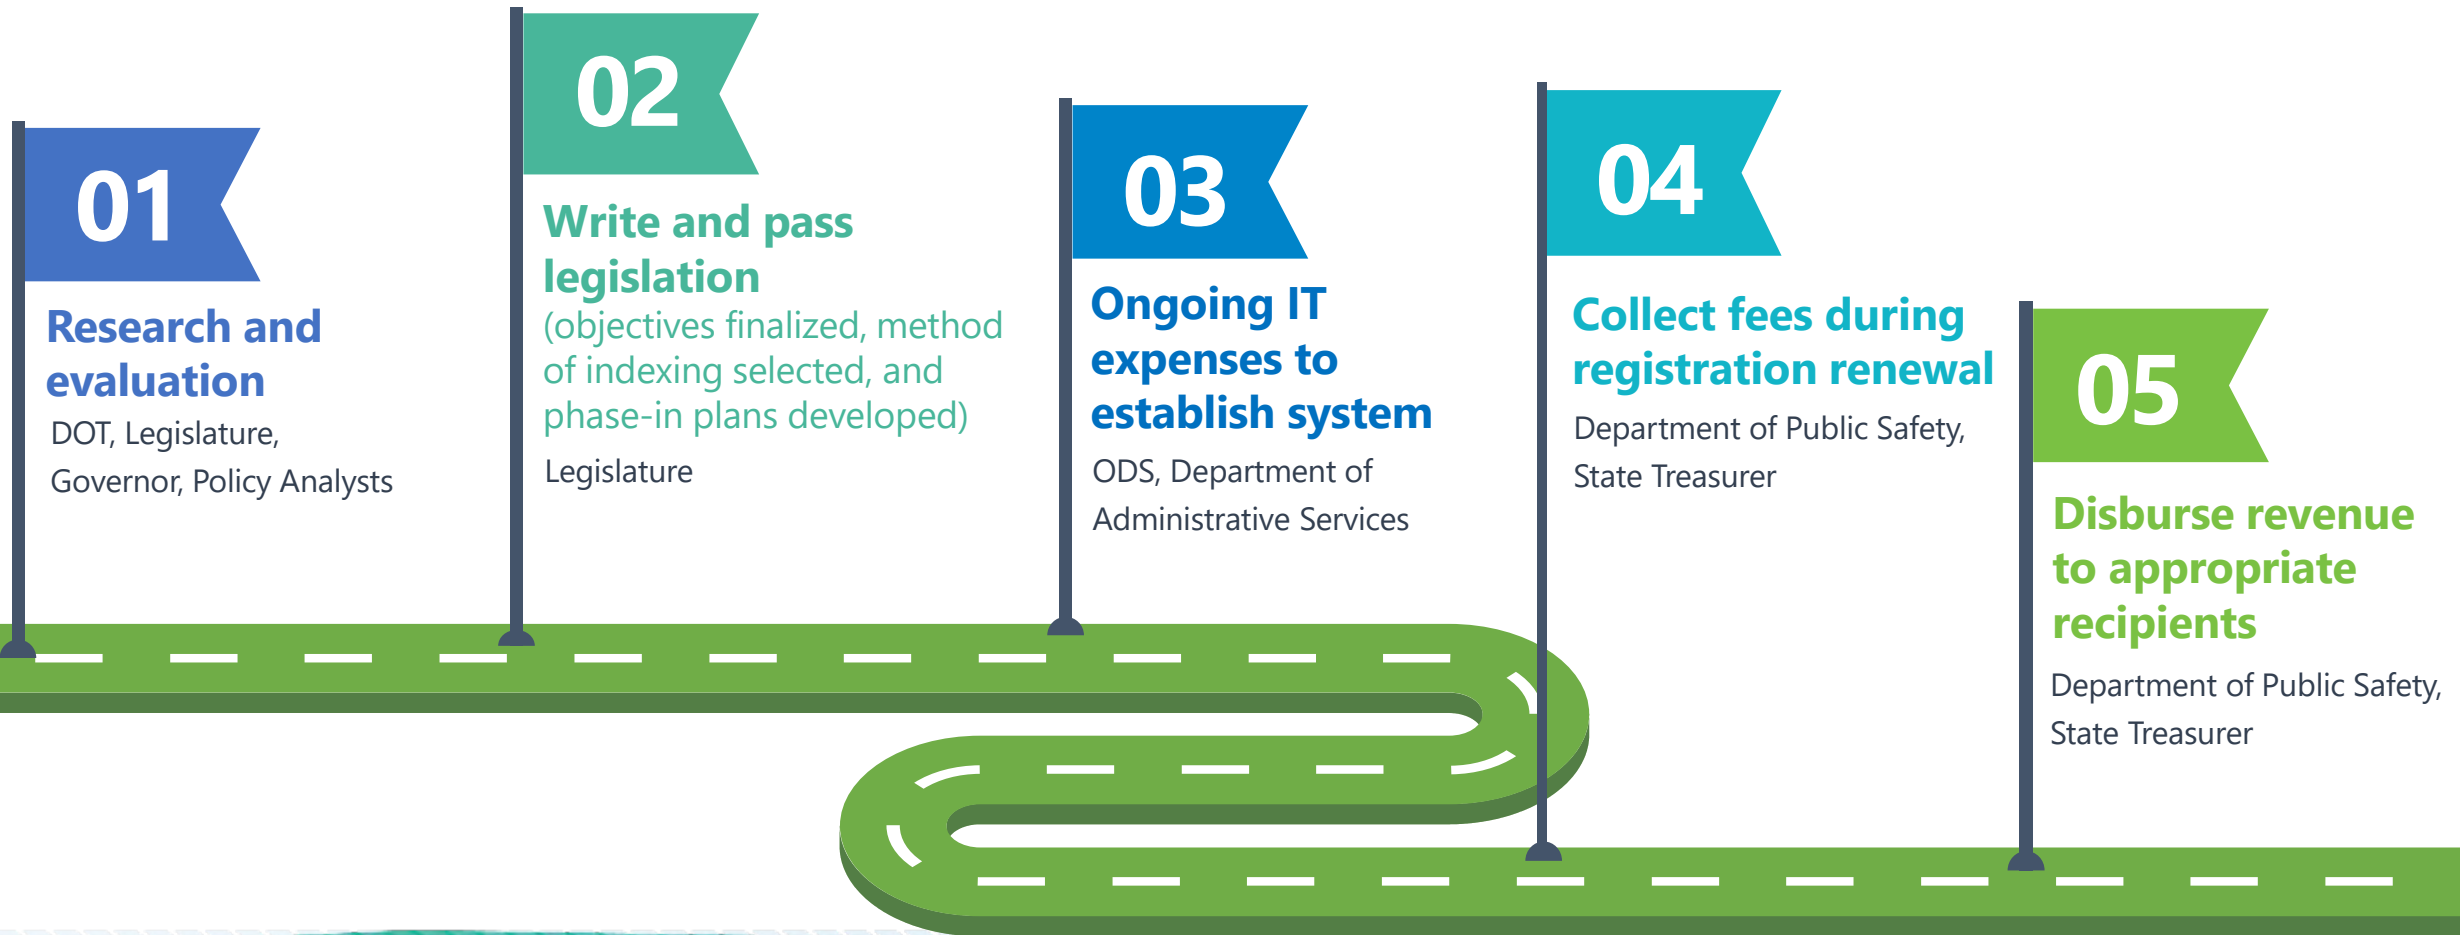 01
Research and
evaluation
DOT, Legislature,
Governor, Policy Analysts
02
Write and pass
legislation
(objectives finalized, method
of indexing selected, and
phase-in plans developed)
Legislature
03
Ongoing IT
expenses to
establish system
ODS, Department of
Administrative Services
04
Collect fees during
registration renewal
Department of Public Safety,
State Treasurer
05
Disburse revenue
to appropriate
recipients
Department of Public Safety,
State Treasurer